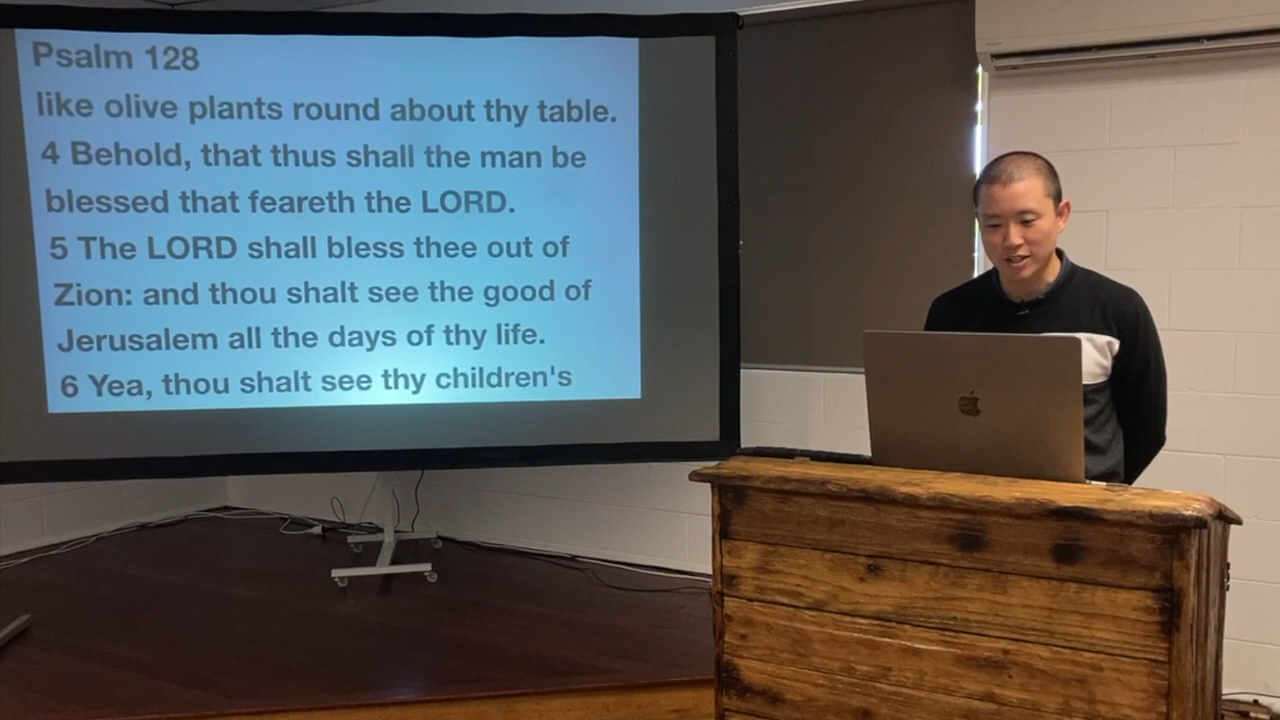 Psalm 128
like olive plants round about thy table.
4 Behold, that thus shall the man be
blessed that feareth the LORD.
5 The LORD shall bless thee out of
Zion: and thou shalt see the good of
Jerusalem all the days of thy life.
6 Yea, thou shalt see thy children's